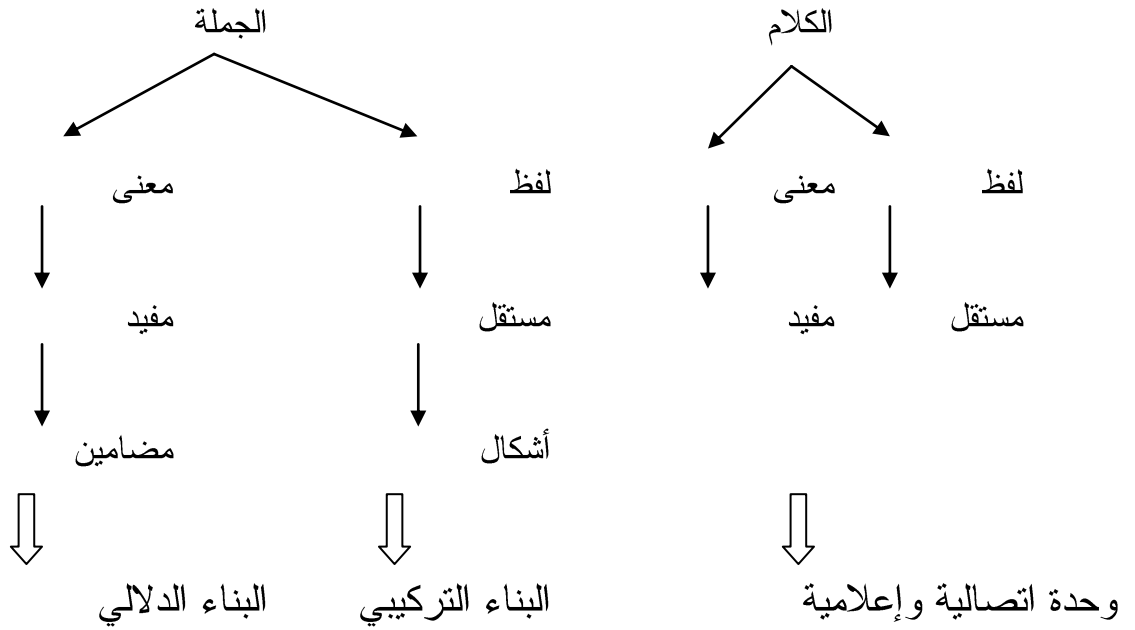 الكلام
الجملة
لفظ
معنى
لفظ
معنى
مستقل
مفيد
مستقل
مفيد
أشكال
مضامين
وحدة اتصالية وإعلامية
البناء التركيبي
البناء الدلالي